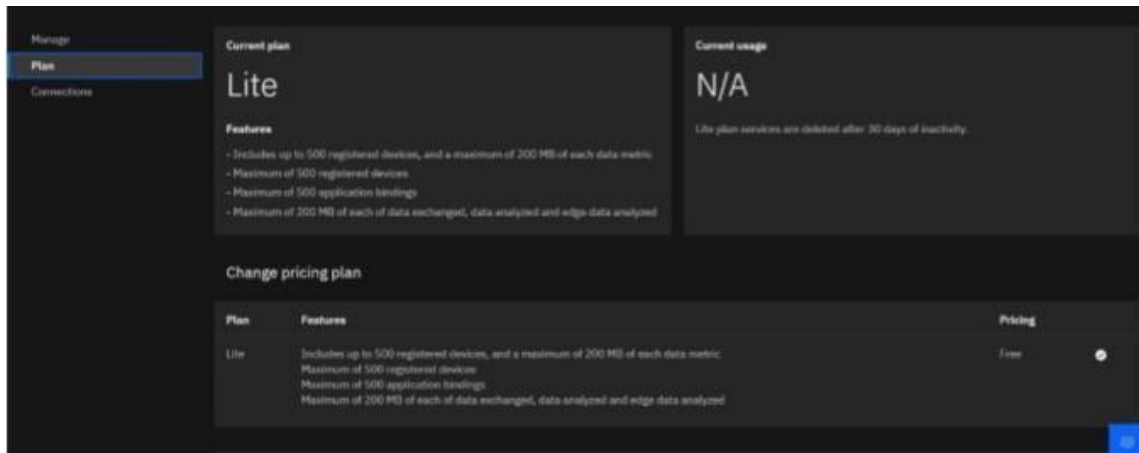 Manage
Plan
Connections
Current plan
Lite
Features
- Includes up to 500 registered devices, and a maximum of 200 MB of each data metric
- Maximum of 500 registered devices
- Maximum of 500 application bindings
- Maximum of 200 MB of each of data exchanged, data analyzed and edge data analyzed
Current usage
N/A
Lite plan services are deleted after 30 days of inactivity.
Change pricing plan
Plan Features Pricing
Lite Includes up to 500 registered devices, and a maximum of 200 MB of each data metric Free
Maximum of 500 registered devices
Maximum of 500 application bindings
Maximum of 200 MB of each of data exchanged, data analyzed and edge data analyzed